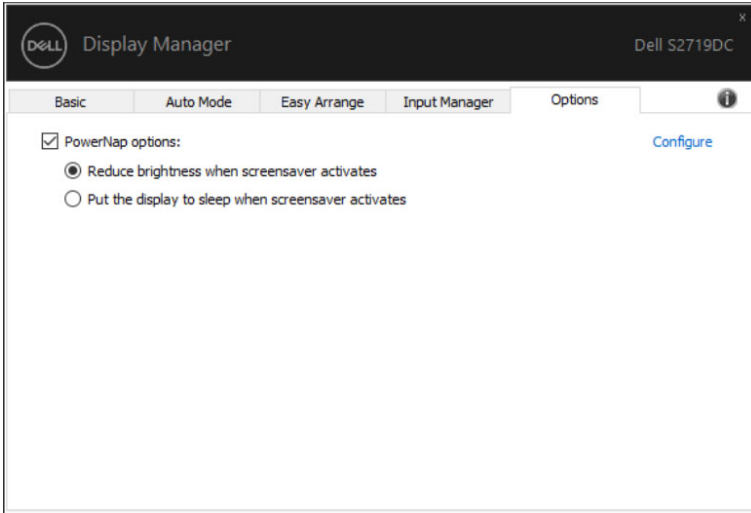 x
DELL Display Manager Dell S2719DC
Basic Auto Mode Easy Arrange Input Manager Options i
PowerNap options: Configure
Reduce brightness when screensaver activates
Put the display to sleep when screensaver activates